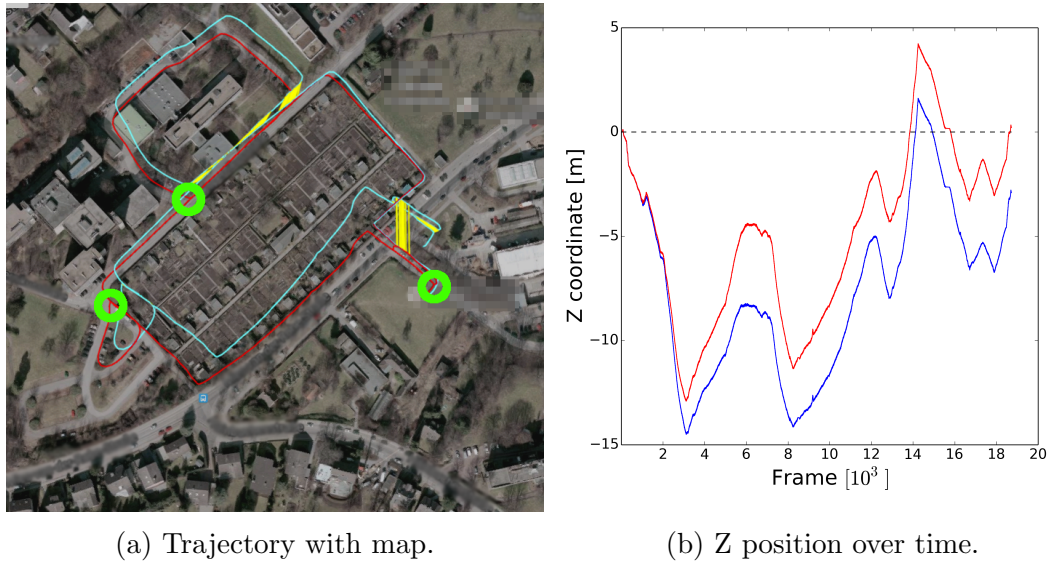 5
0
−5
−10
−15
Z coordinate [m]
2 4 6 8 10 12 14 16 18 20
Frame [10³ ]
(a) Trajectory with map.
(b) Z position over time.